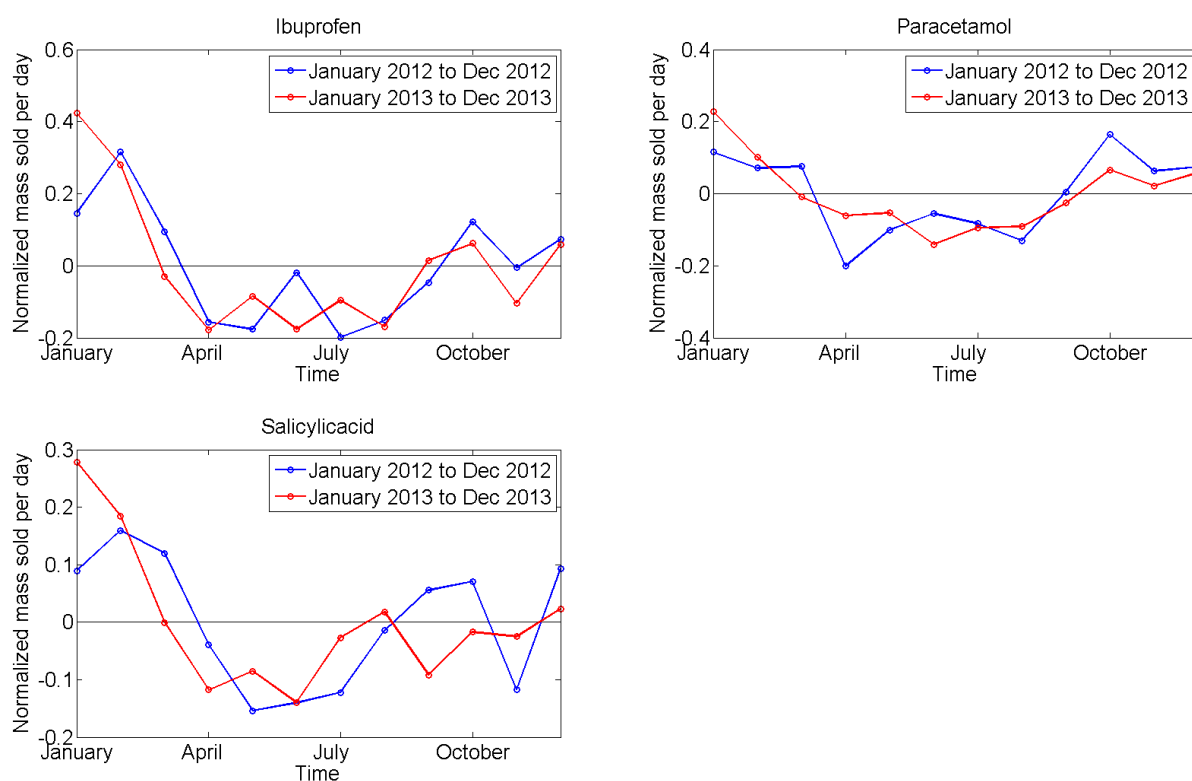 Ibuprofen
0.6
0.4
0.2
0
-0.2
Normalized mass sold per day
January 2012 to Dec 2012
January 2013 to Dec 2013
January
April
July
October
Time
Paracetamol
0.4
0.2
0
-0.2
-0.4
Normalized mass sold per day
January 2012 to Dec 2012
January 2013 to Dec 2013
January
April
July
October
Time
Salicylicacid
0.3
0.2
0.1
0
-0.1
-0.2
Normalized mass sold per day
January 2012 to Dec 2012
January 2013 to Dec 2013
January
April
July
October
Time